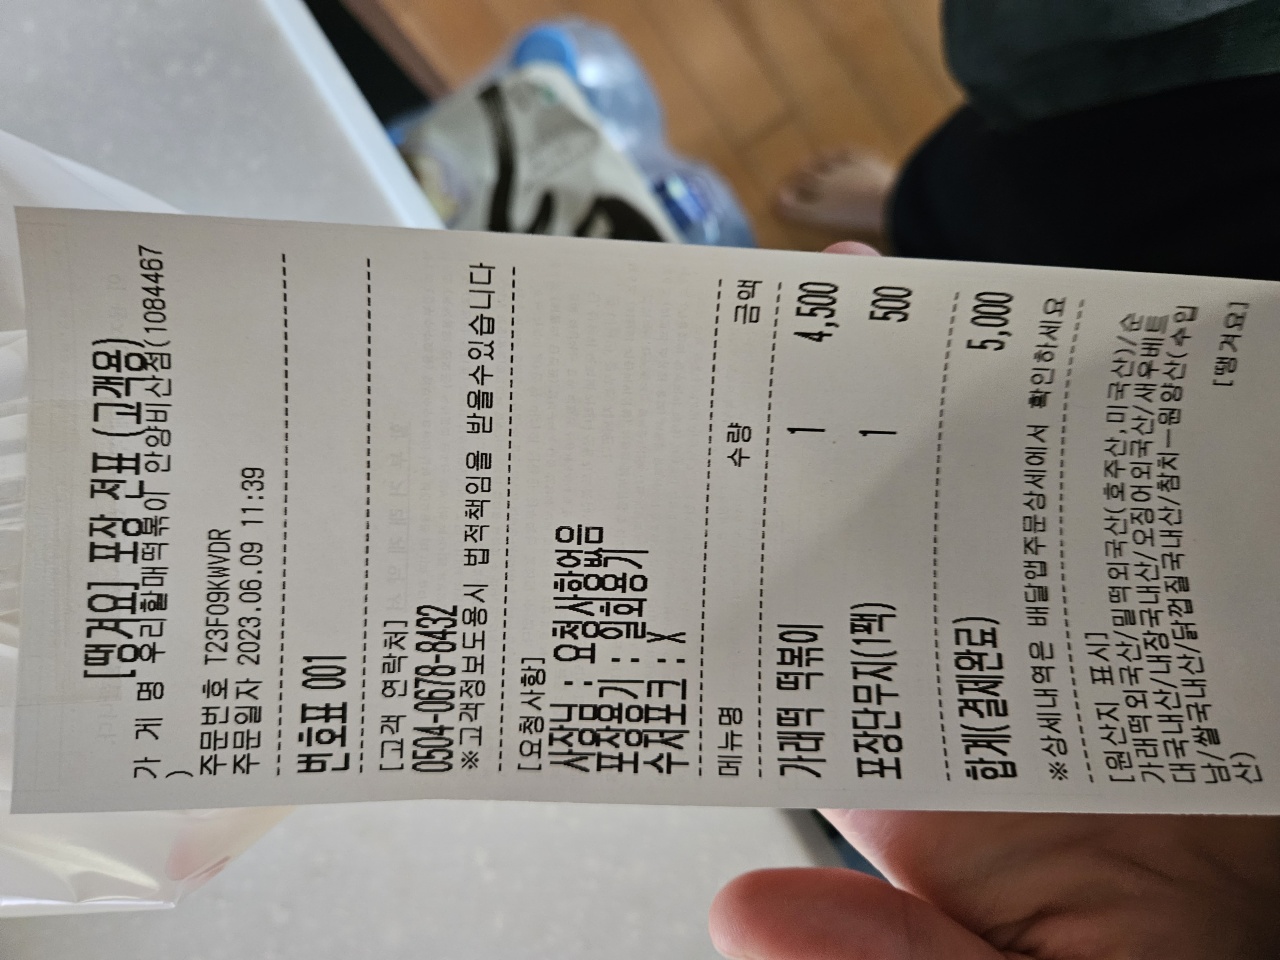 [땡겨요] 포장 전표 (고객용)
가 게 명 우리할매떡볶이 안양비산점(1084467
)
주문번호 T23F09KWVDR
주문일자 2023.06.09 11:39
번호표 001
[고객 연락처]
0504-0678-8432
※고객정보도용시 법적책임을 받을수있습니다
[요청사항]
사장님 : 요청사항없음
포장용기 : 일회용받음
포용용기 : 일회용기
수저포크 : X
메뉴명 수량 금액
가래떡 떡볶이 1 4,500
포장단무지(1팩) 1 500
합계(결제완료) 5,000
※상세내역은 배달앱주문상세에서 확인하세요
[원산지 표시]
가래떡외국산/밀떡외국산(호주산,미국산)/순
대국내산/내장국내산/오징어외국산/새우베트
남/쌀국내산/닭껍질국내산/참치－원양산(수입
산)
[땡겨요]